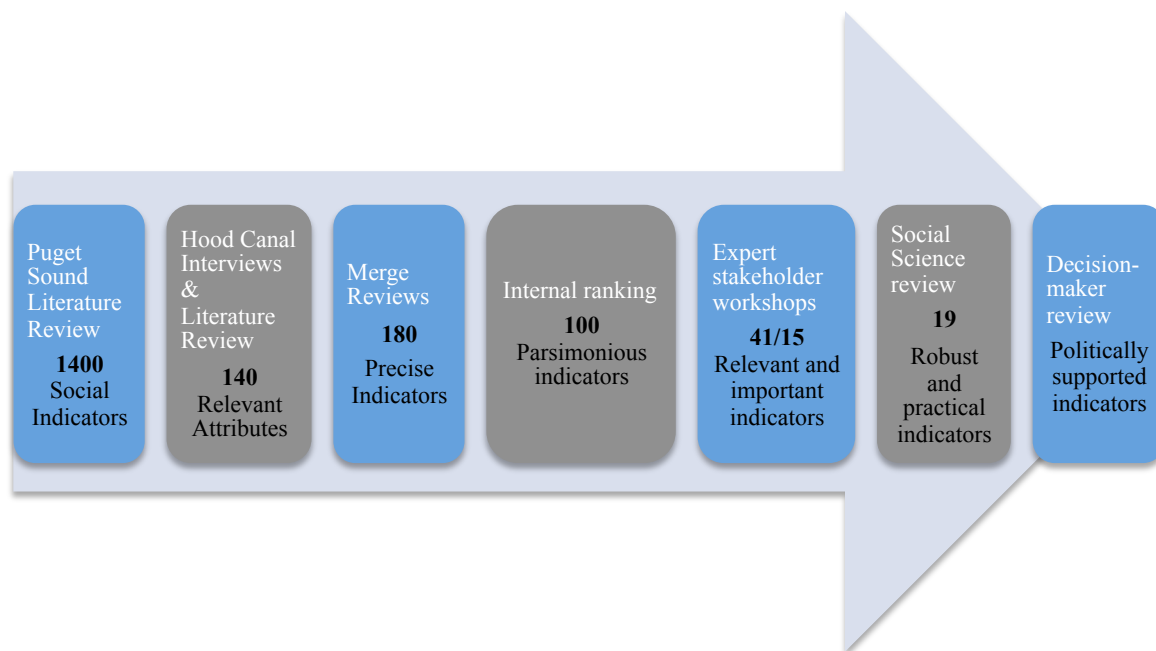 Puget
Sound
Literature
Review
1400
Social
Indicators
Hood Canal
Interviews
&
Literature
Review
140
Relevant
Attributes
Merge
Reviews
180
Precise
Indicators
Internal ranking
100
Parsimonious
indicators
Expert
stakeholder
workshops
41/15
Relevant and
important
indicators
Social
Science
review
19
Robust
and
practical
indicators
Decision-
maker
review
Politically
supported
indicators